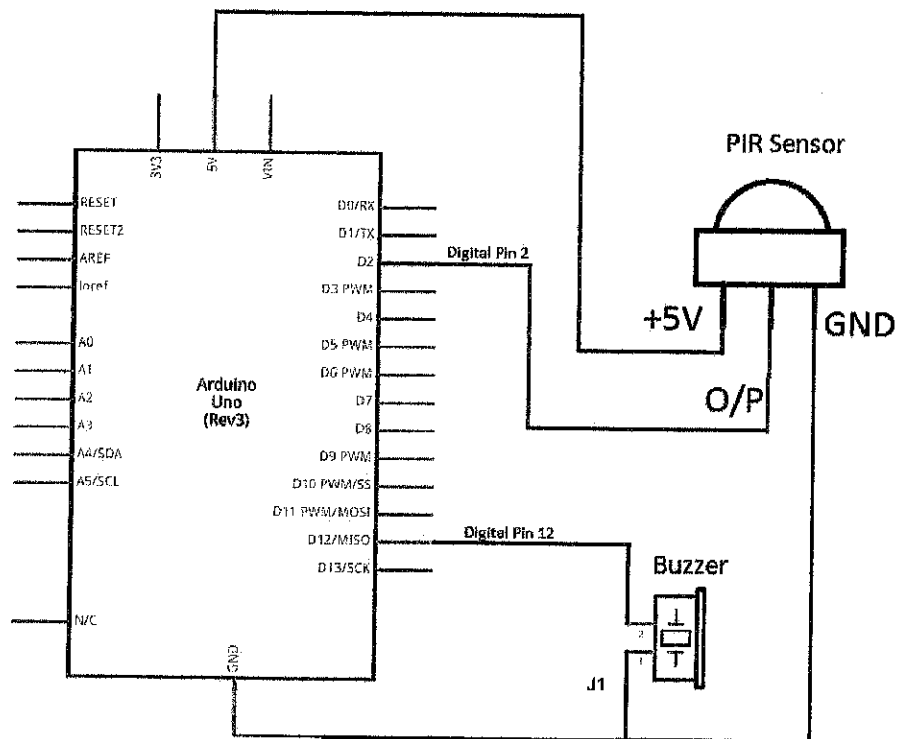 3V3
5V
VIN
RESET
RESET2
AREF
Ioref
A0
A1
A2
A3
A4/SDA
A5/SCL
N/C
Arduino
Uno
(Rev3)
D0/RX
D1/TX
D2
D3 PWM
D4
D5 PWM
D6 PWM
D7
D8
D9 PWM
D10 PWM/SS
D11 PWM/MOSI
D12/MISO
D13/SCK
GND
Digital Pin 2
Digital Pin 12
PIR Sensor
+5V
O/P
GND
Buzzer
2
1
J1